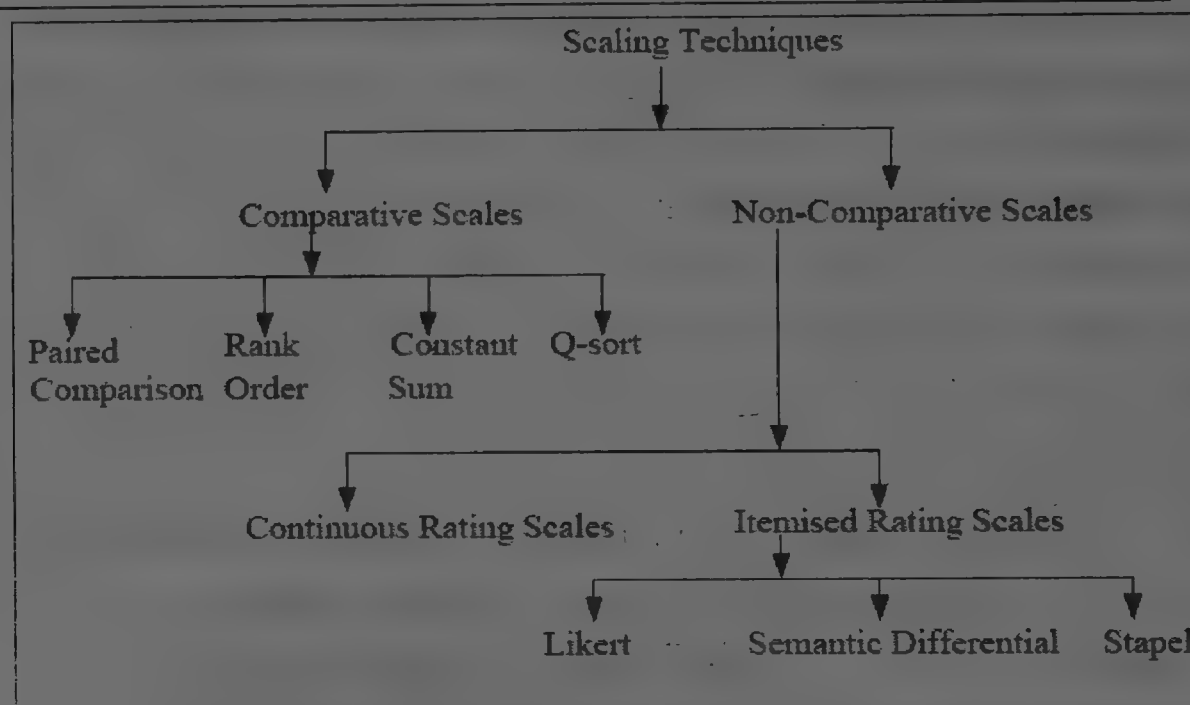 Scaling Techniques
Comparative Scales
Non-Comparative Scales
Paired
Comparison
Rank
Order
Constant
Sum
Q-sort
Continuous Rating Scales
Itemised Rating Scales
Likert
Semantic Differential
Stapel